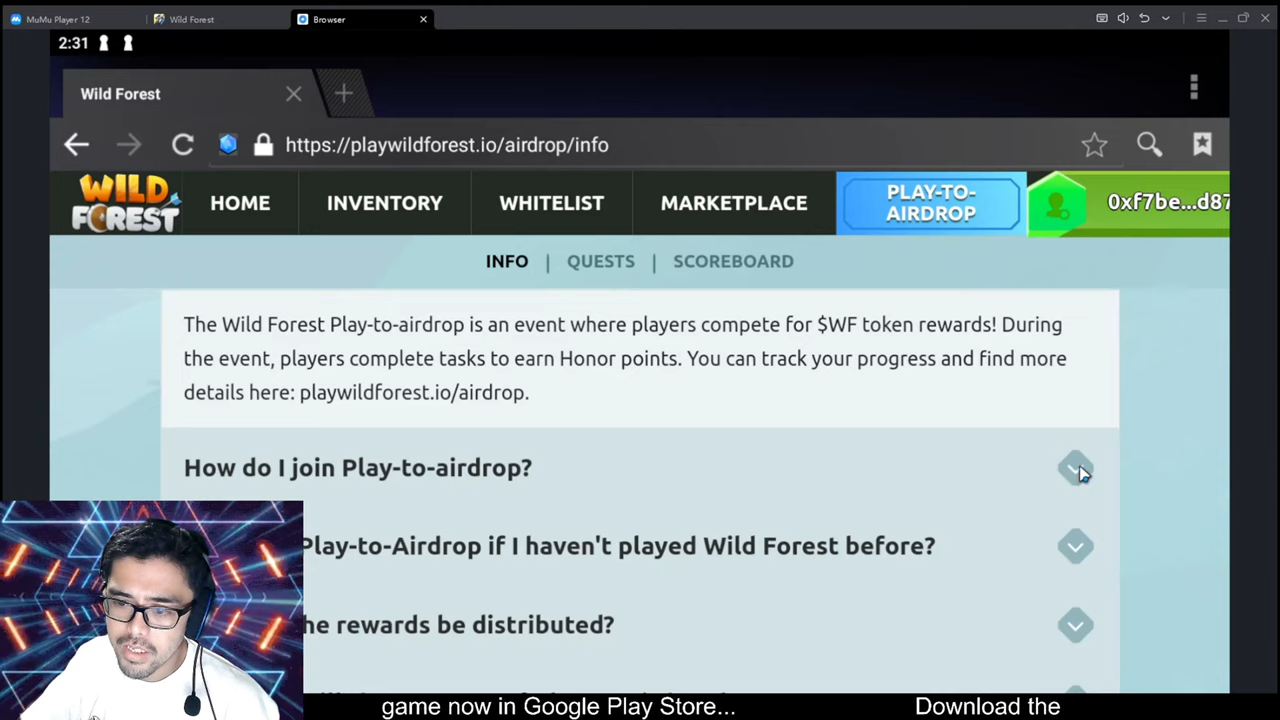 MuMu Player 12
Wild Forest
Browser
2:31
Wild Forest
https://playwildforest.io/airdrop/info
WILD
FOREST
HOME
INVENTORY
WHITELIST
MARKETPLACE
PLAY-TO-
AIRDROP
0xf7be...d87
INFO | QUESTS | SCOREBOARD
The Wild Forest Play-to-airdrop is an event where players compete for $WF token rewards! During
the event, players complete tasks to earn Honor points. You can track your progress and find more
details here: playwildforest.io/airdrop.
How do I join Play-to-airdrop?
Play-to-Airdrop if I haven't played Wild Forest before?
he rewards be distributed?
game now in Google Play Store... Download the